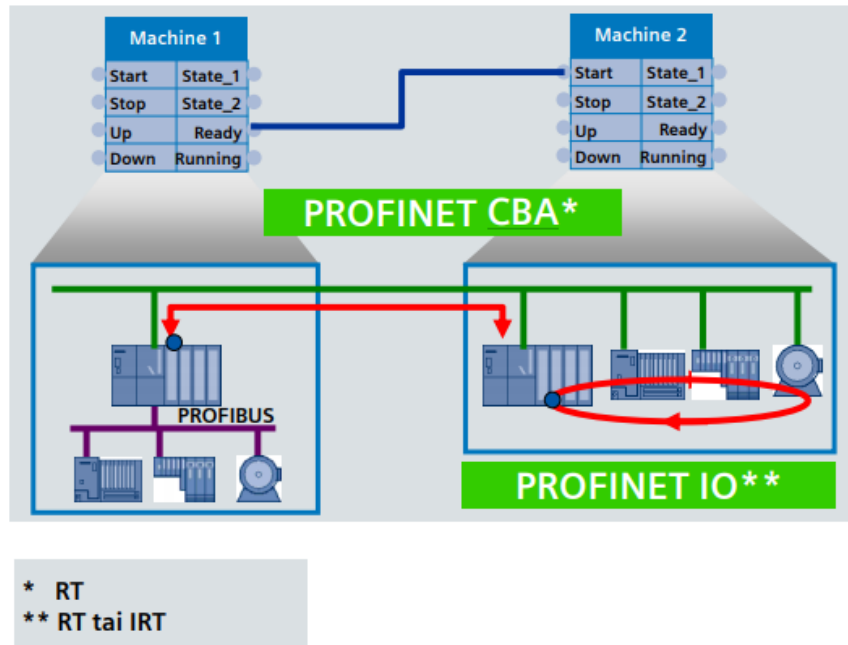 Machine 1
Start State_1
Stop State_2
Up Ready
Down Running
Machine 2
Start State_1
Stop State_2
Up Ready
Down Running
PROFINET CBA*
PROFIBUS
PROFINET IO**
* RT
** RT tai IRT